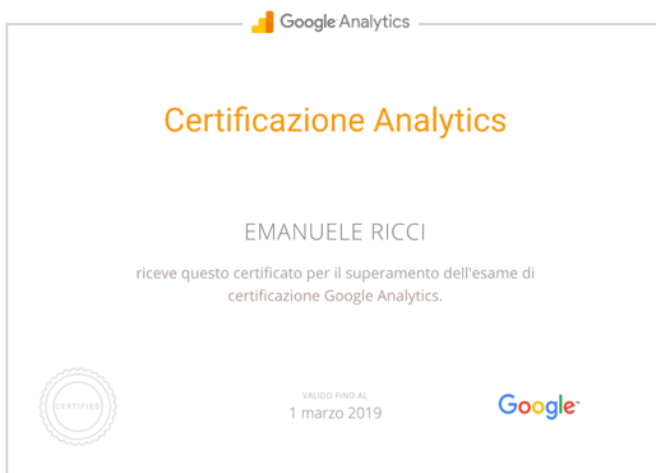 Google Analytics
Certificazione Analytics
EMANUELE RICCI
riceve questo certificato per il superamento dell'esame di
certificazione Google Analytics.
CERTIFIED
VALIDO FINO AL
1 marzo 2019
Google™